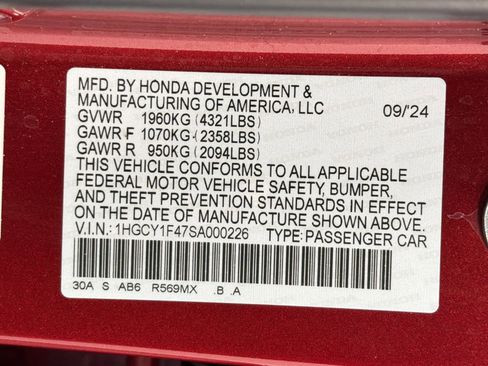 MFD. BY HONDA DEVELOPMENT &
MANUFACTURING OF AMERICA, LLC 09/24
GVWR 1960KG (4321LBS)
GAWR F 1070KG (2358LBS)
GAWR R 950KG (2094LBS)
THIS VEHICLE CONFORMS TO ALL APPLICABLE
FEDERAL MOTOR VEHICLE SAFETY, BUMPER,
AND THEFT PREVENTION STANDARDS IN EFFECT
ON THE DATE OF MANUFACTURE SHOWN ABOVE.
V.I.N.: 1HGCY1F47SA000226 TYPE: PASSENGER CAR
30A S AB6 R569MX .B .A